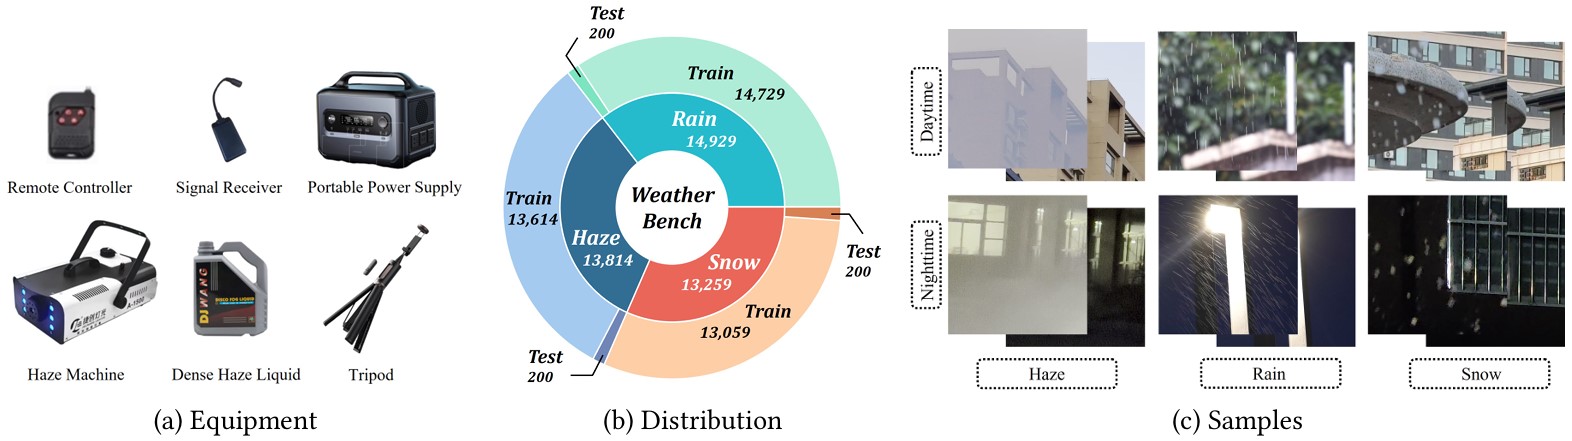 Remote Controller
Signal Receiver
Portable Power Supply
A-1500
DJWANG
Haze Machine
Dense Haze Liquid
Tripod
(a) Equipment
Test
200
Train
14,729
Rain
14,929
Train
13,614
Weather
Bench
Haze
13,814
Snow
13,259
Test
200
Train
13,059
Test
200
(b) Distribution
Daytime
Nighttime
Haze
Rain
Snow
(c) Samples